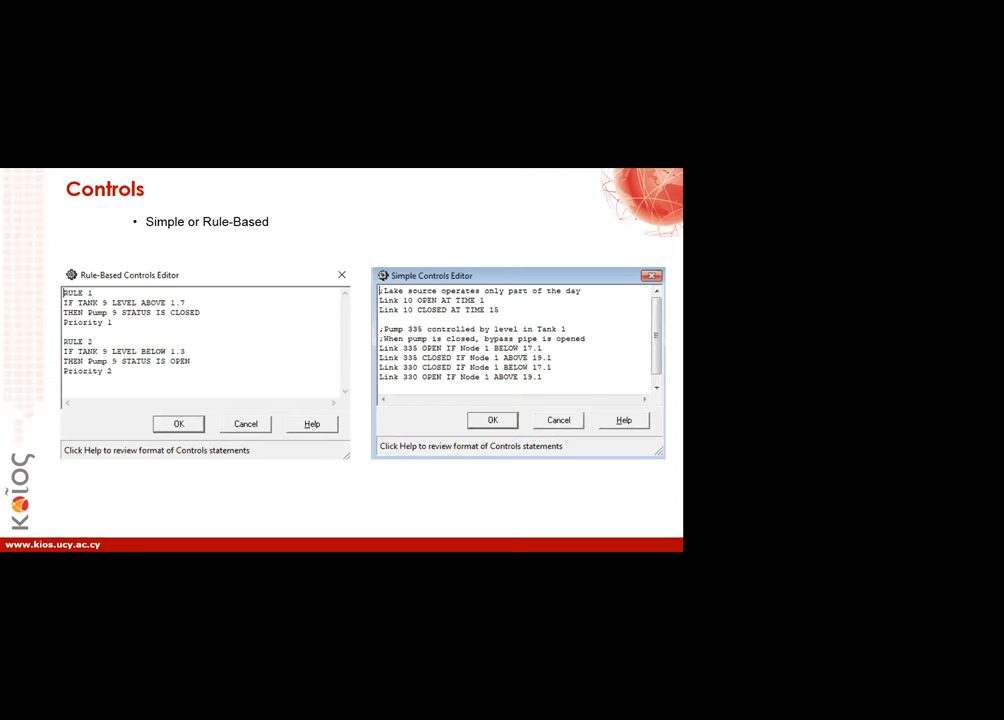 Controls
• Simple or Rule-Based
Rule-Based Controls Editor
RULE 1
IF TANK 9 LEVEL ABOVE 1.7
THEN Pump 9 STATUS IS CLOSED
Priority 1
RULE 2
IF TANK 9 LEVEL BELOW 1.3
THEN Pump 9 STATUS IS OPEN
Priority 2
OK Cancel Help
Click Help to review format of Controls statements
Simple Controls Editor
;Lake source operates only part of the day
Link 10 OPEN AT TIME 1
Link 10 CLOSED AT TIME 15
;Pump 335 controlled by level in Tank 1
;When pump is closed, bypass pipe is opened
Link 335 OPEN IF Node 1 BELOW 17.1
Link 335 CLOSED IF Node 1 ABOVE 19.1
Link 330 CLOSED IF Node 1 BELOW 17.1
Link 330 OPEN IF Node 1 ABOVE 19.1
OK Cancel Help
Click Help to review format of Controls statements
κοῖος
www.kios.ucy.ac.cy